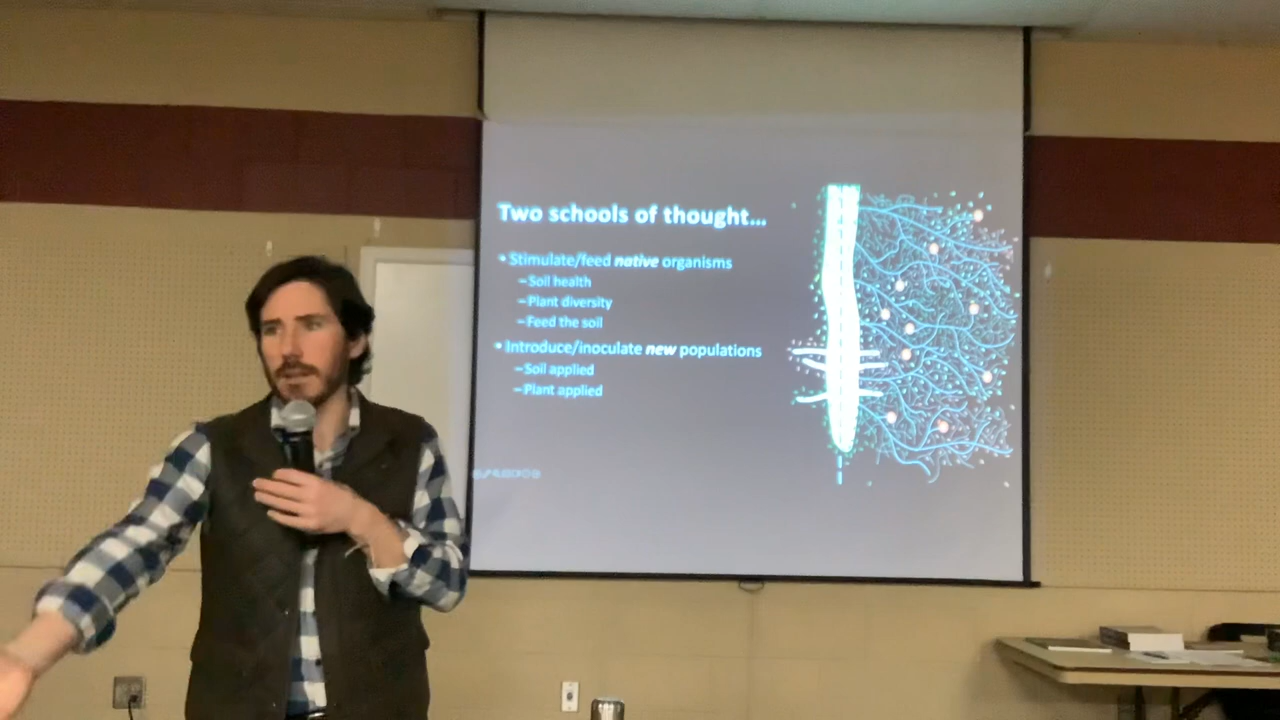 Two schools of thought...
• Stimulate/feed native organisms
–Soil health
–Plant diversity
–Feed the soil
• Introduce/inoculate new populations
–Soil applied
–Plant applied